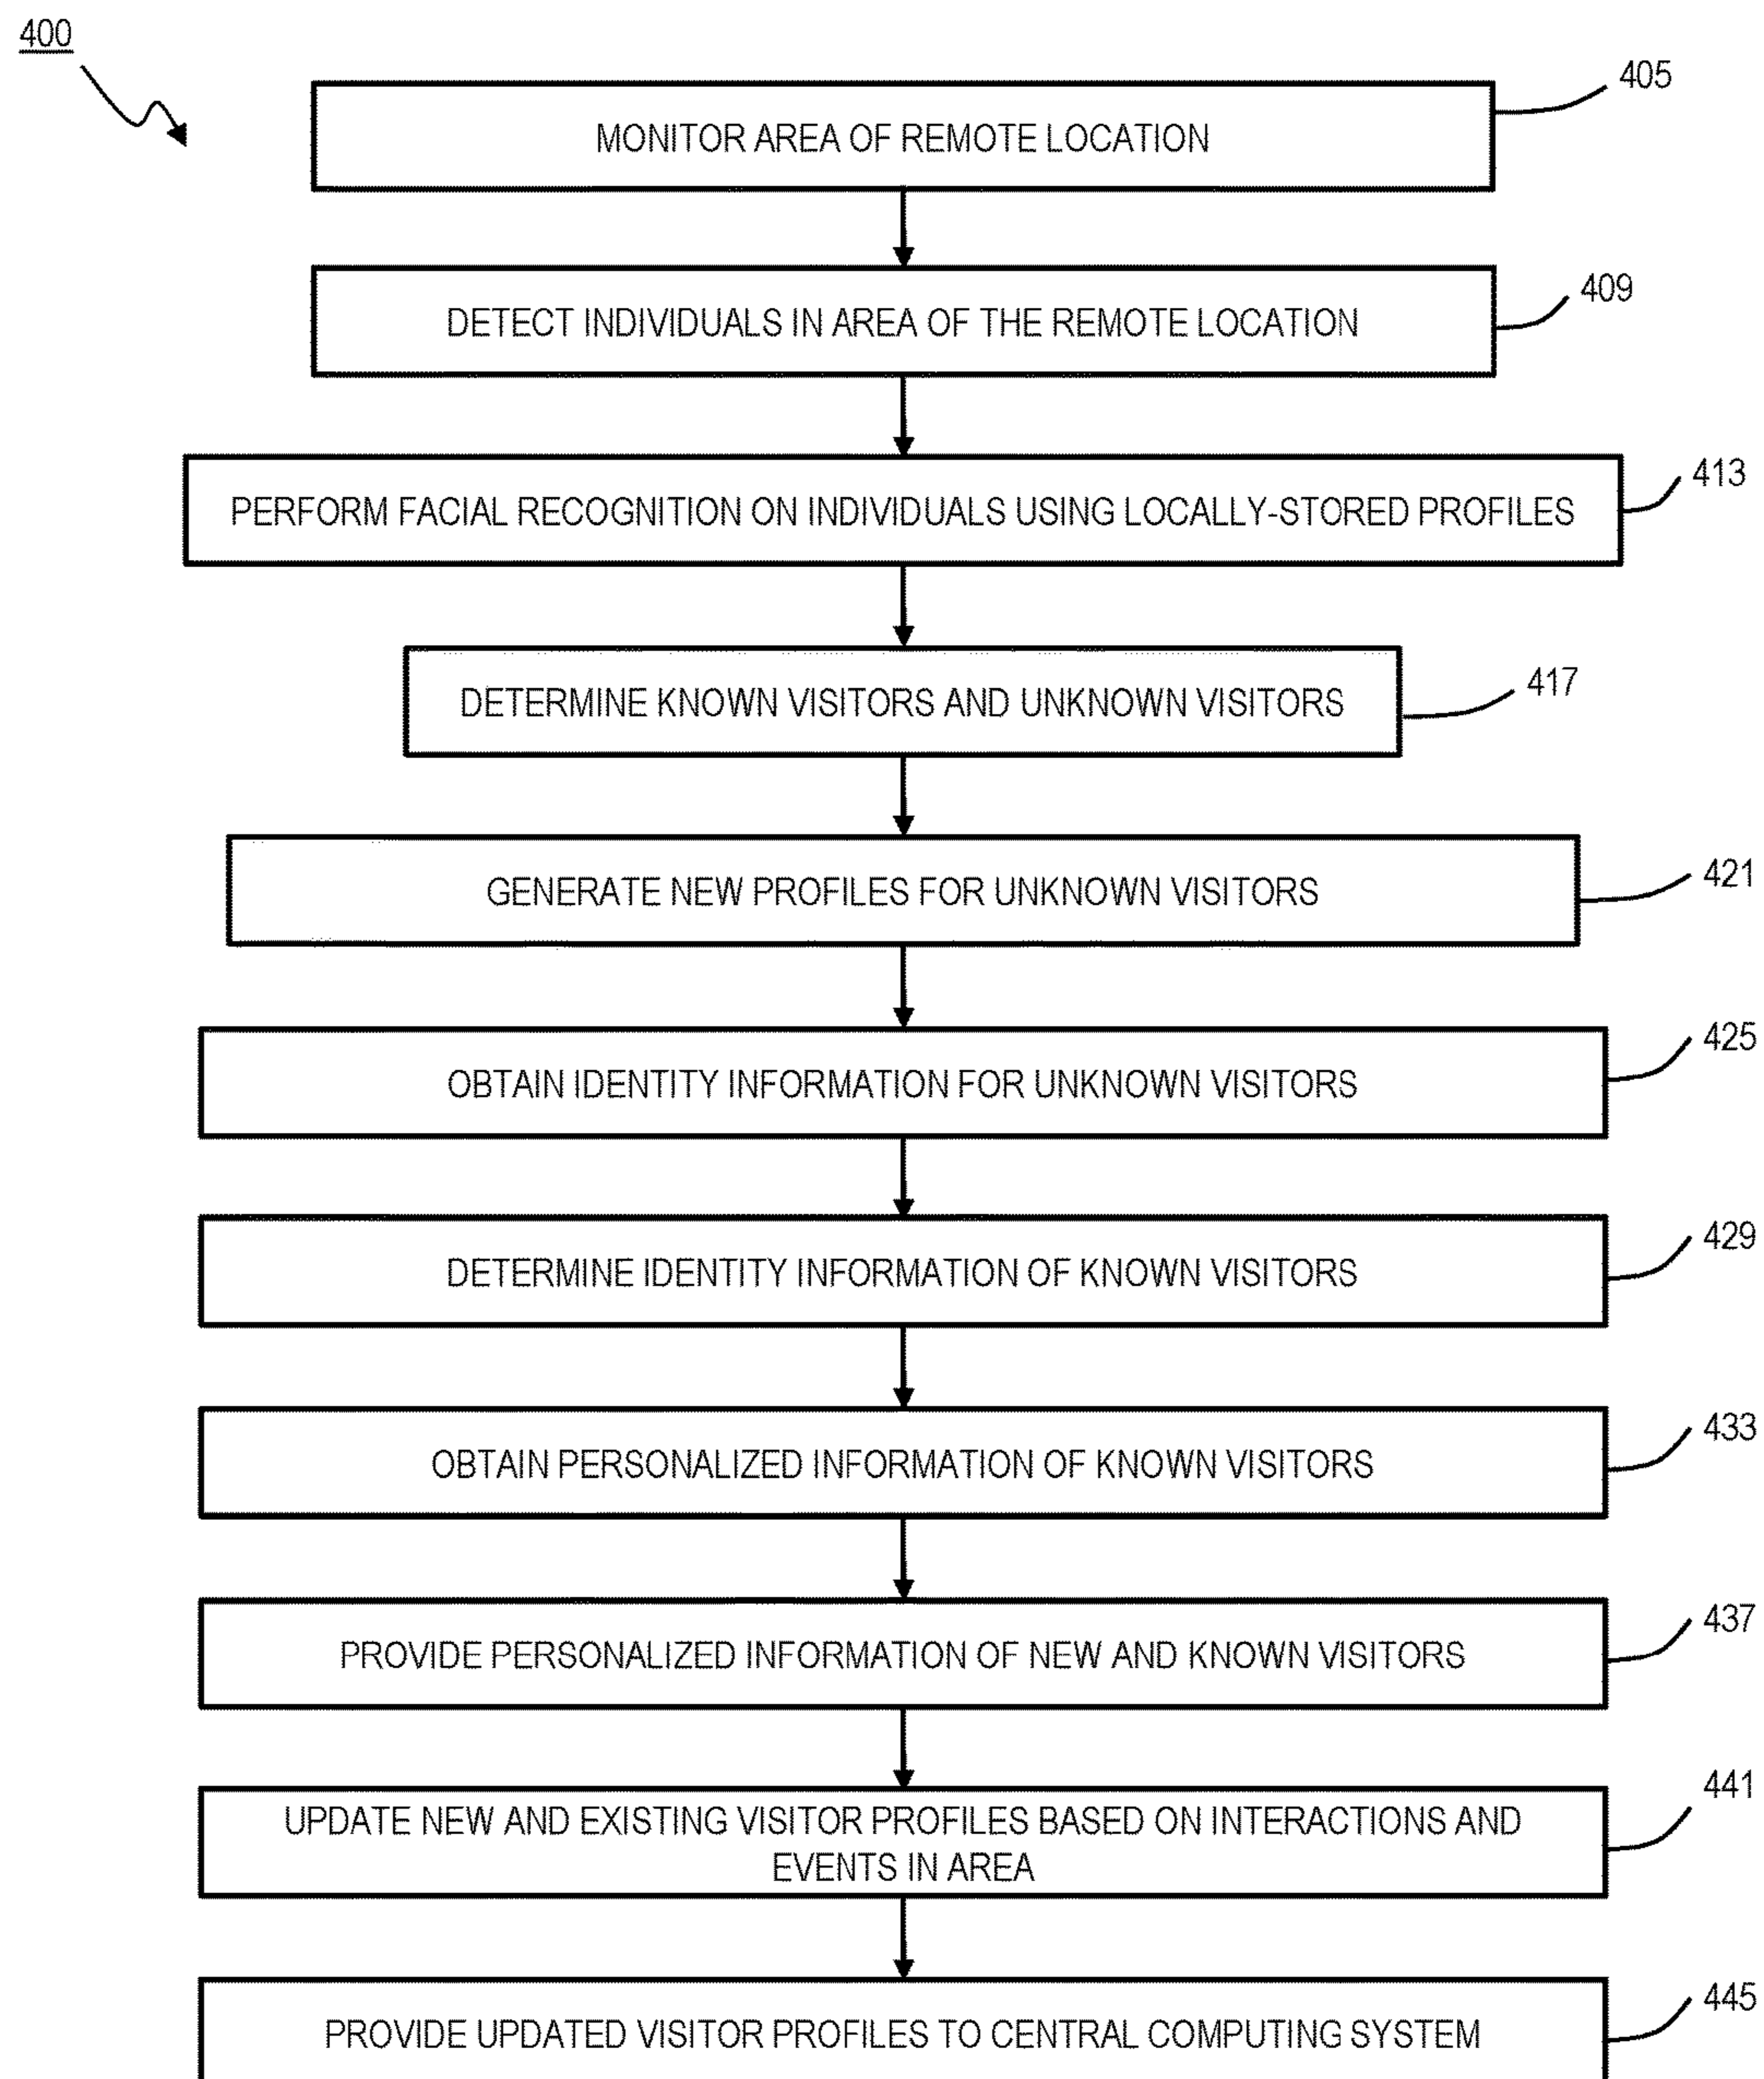 400
405
MONITOR AREA OF REMOTE LOCATION
409
DETECT INDIVIDUALS IN AREA OF THE REMOTE LOCATION
413
PERFORM FACIAL RECOGNITION ON INDIVIDUALS USING LOCALLY-STORED PROFILES
417
DETERMINE KNOWN VISITORS AND UNKNOWN VISITORS
421
GENERATE NEW PROFILES FOR UNKNOWN VISITORS
425
OBTAIN IDENTITY INFORMATION FOR UNKNOWN VISITORS
429
DETERMINE IDENTITY INFORMATION OF KNOWN VISITORS
433
OBTAIN PERSONALIZED INFORMATION OF KNOWN VISITORS
437
PROVIDE PERSONALIZED INFORMATION OF NEW AND KNOWN VISITORS
441
UPDATE NEW AND EXISTING VISITOR PROFILES BASED ON INTERACTIONS AND
EVENTS IN AREA
445
PROVIDE UPDATED VISITOR PROFILES TO CENTRAL COMPUTING SYSTEM